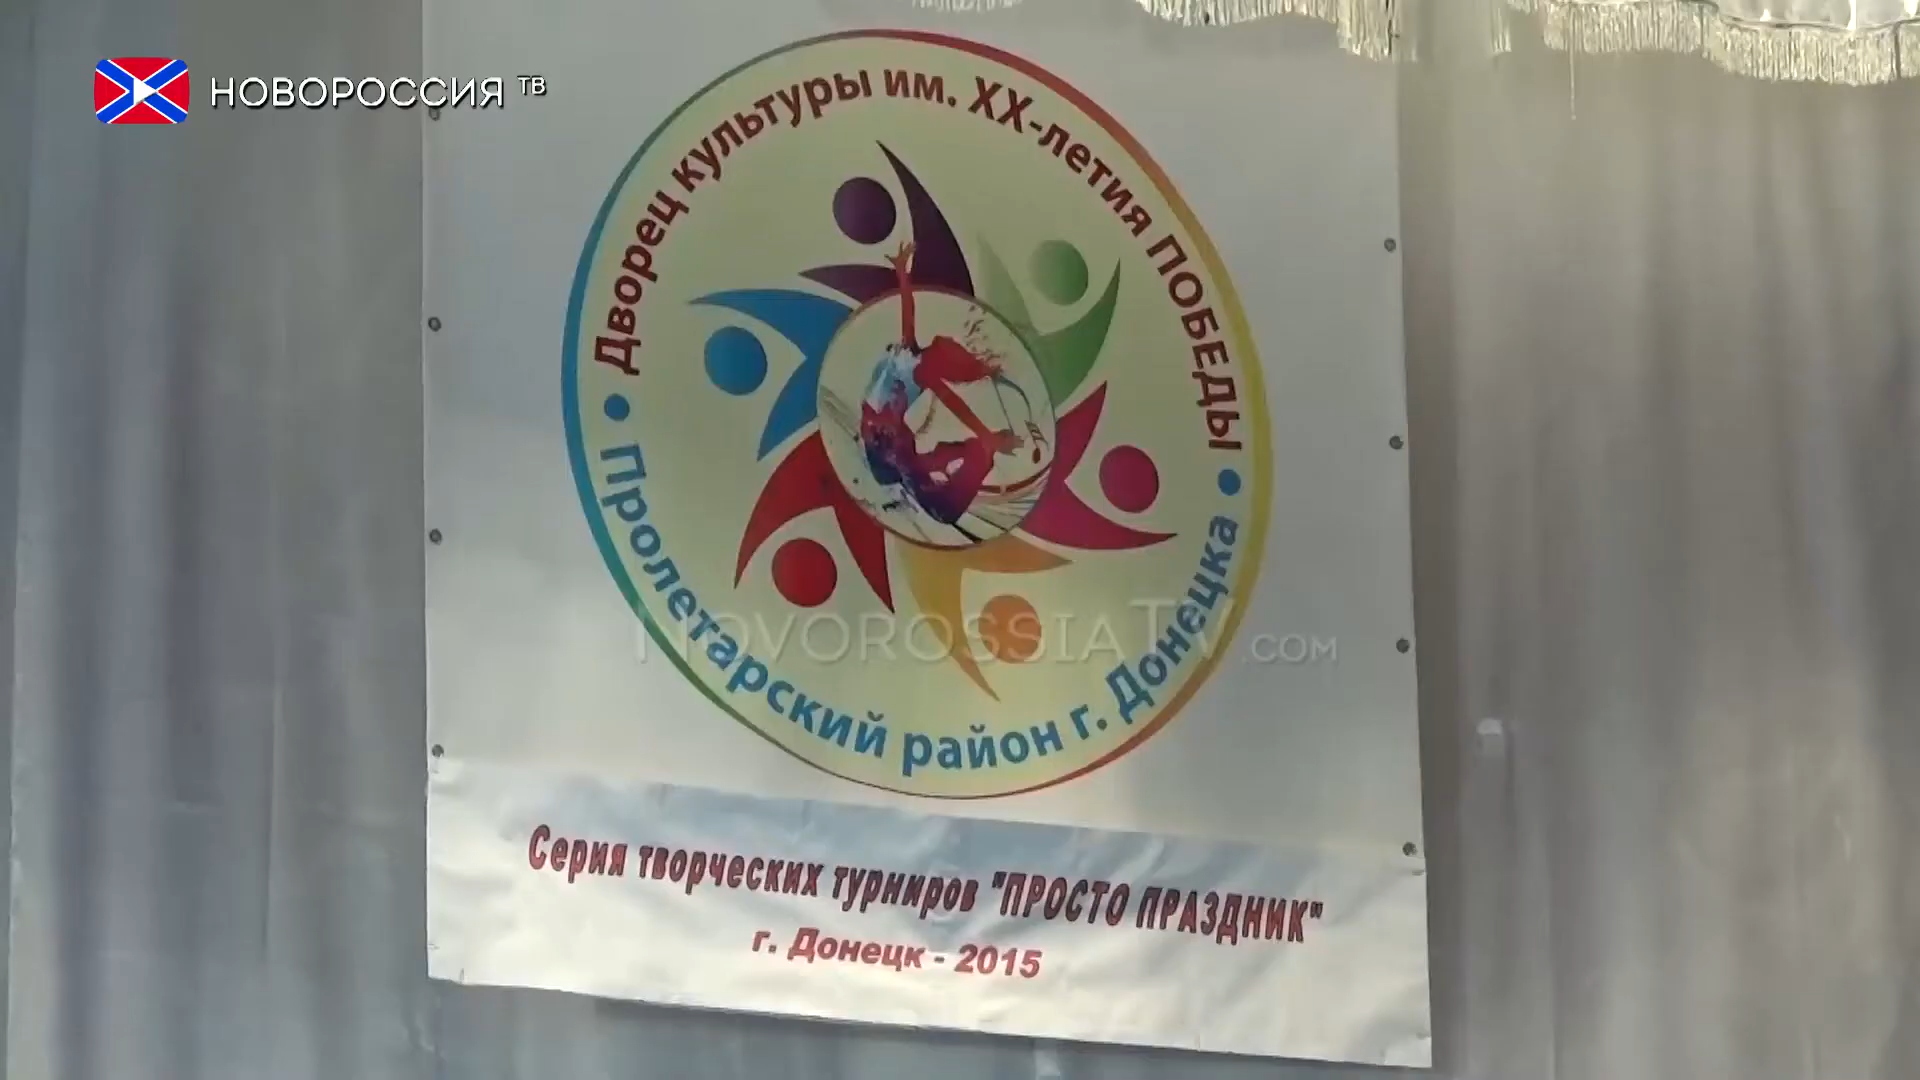 НОВОРОССИЯ ТВ
Дворец культуры им. XX-летия ПОБЕДЫ
Пролетарский район г. Донецка
NOVOROSSIATV.COM
Серия творческих турниров "ПРОСТО ПРАЗДНИК"
г. Донецк - 2015